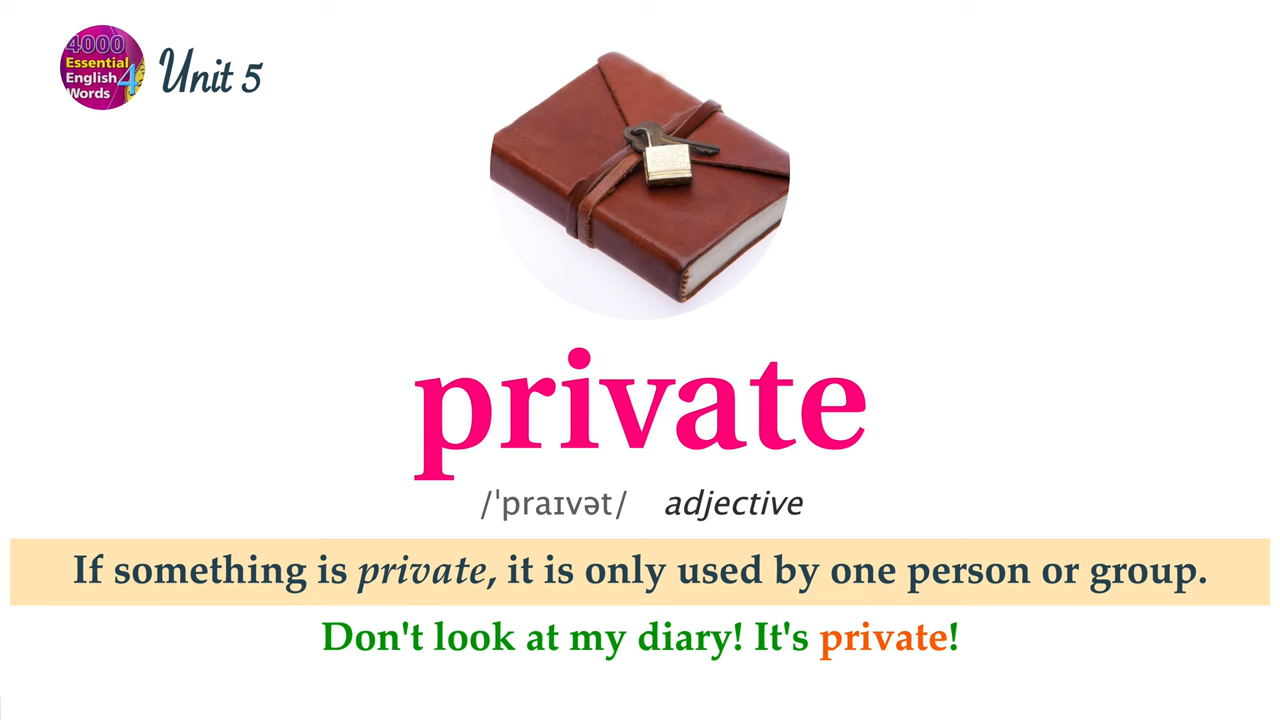 4000
Essential
English
Words
4
Unit 5
private
/ˈpraɪvət/ adjective
If something is private, it is only used by one person or group.
Don't look at my diary! It's private!